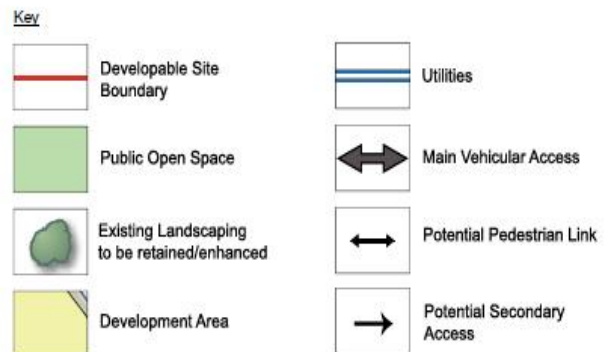 Key
Developable Site
Boundary
Public Open Space
Existing Landscaping
to be retained/enhanced
Development Area
Utilities
Main Vehicular Access
Potential Pedestrian Link
Potential Secondary
Access